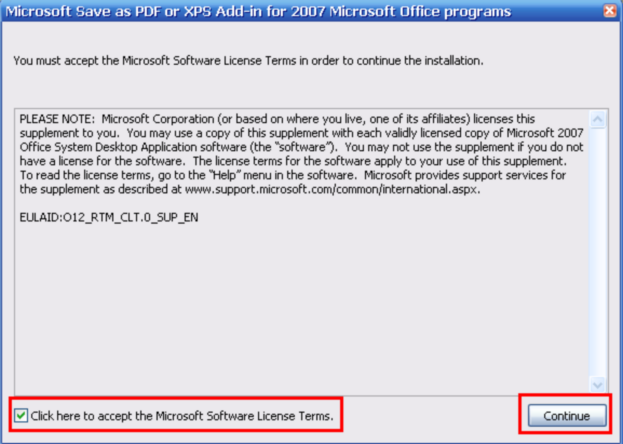 Microsoft Save as PDF or XPS Add-in for 2007 Microsoft Office programs
You must accept the Microsoft Software License Terms in order to continue the installation.
PLEASE NOTE:  Microsoft Corporation (or based on where you live, one of its affiliates) licenses this
supplement to you.  You may use a copy of this supplement with each validly licensed copy of Microsoft 2007
Office System Desktop Application software (the “software”).  You may not use the supplement if you do not
have a license for the software.  The license terms for the software apply to your use of this supplement.
To read the license terms, go to the “Help” menu in the software.  Microsoft provides support services for
the supplement as described at www.support.microsoft.com/common/international.aspx.
EULAID:O12_RTM_CLT.0_SUP_EN
Click here to accept the Microsoft Software License Terms.
Continue